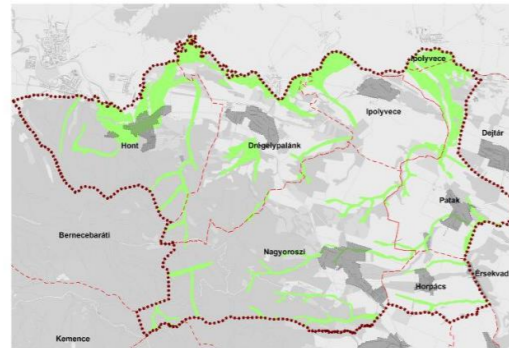 Ipolyvece
Ipolyvece
Dejtár
Hont
Drégelypalánk
Patak
Bernecebaráti
Nagyoroszi
Érsekvad
Horpács
Kemence